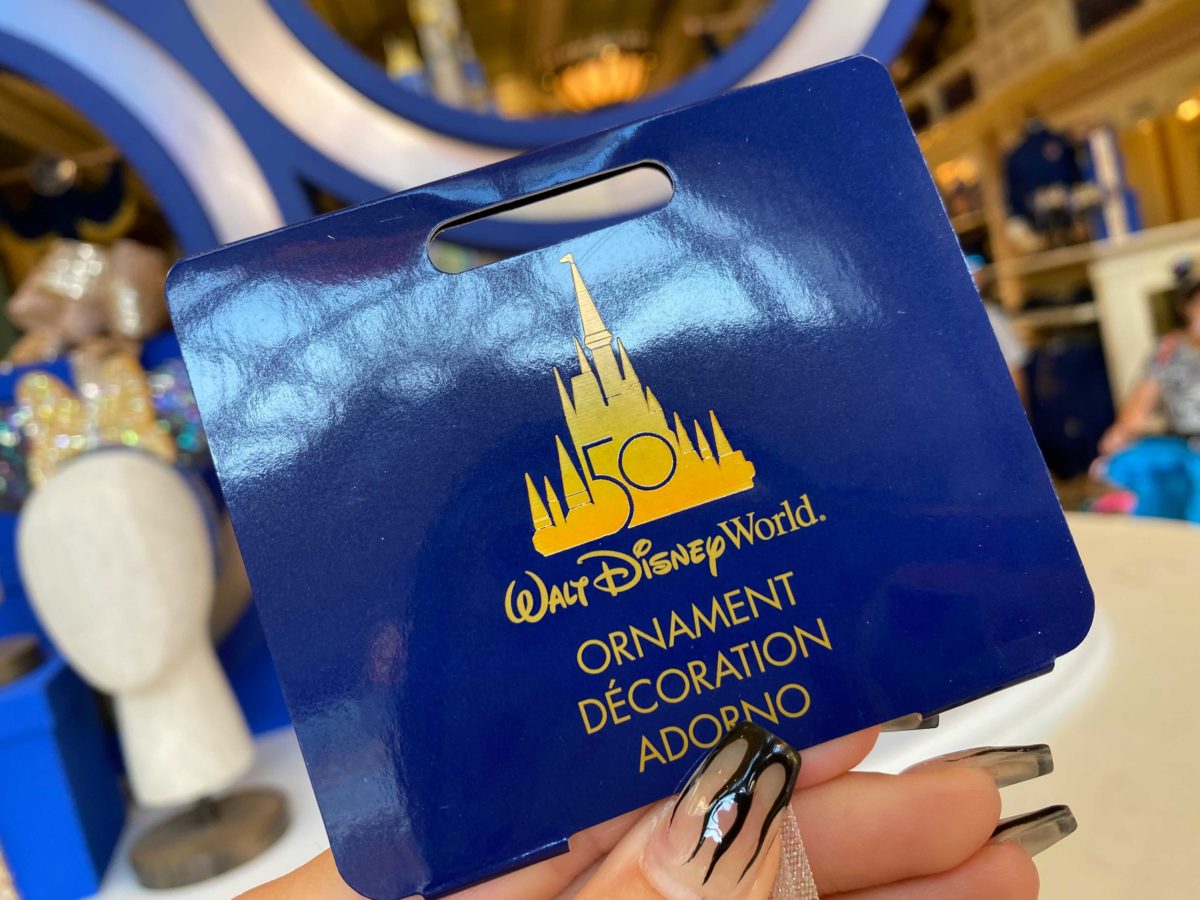 50
Walt Disney World.
ORNAMENT
DÉCORATION
ADORNO